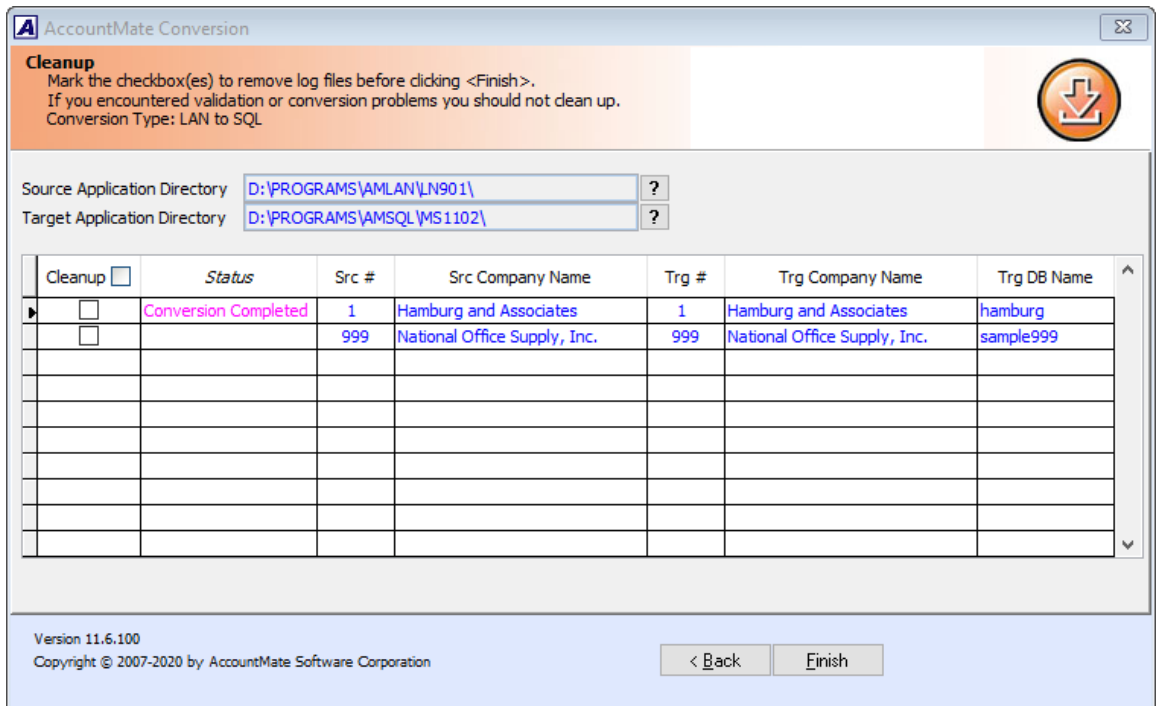 AccountMate Conversion
Cleanup
Mark the checkbox(es) to remove log files before clicking <Finish>.
If you encountered validation or conversion problems you should not clean up.
Conversion Type: LAN to SQL
Source Application Directory D:\PROGRAMS\AMLAN\LN901\ ?
Target Application Directory D:\PROGRAMS\AMSQL\MS1102\ ?
Cleanup Status Src # Src Company Name Trg # Trg Company Name Trg DB Name
Conversion Completed 1 Hamburg and Associates 1 Hamburg and Associates hamburg
999 National Office Supply, Inc. 999 National Office Supply, Inc. sample999
Version 11.6.100
Copyright © 2007-2020 by AccountMate Software Corporation
< Back Finish